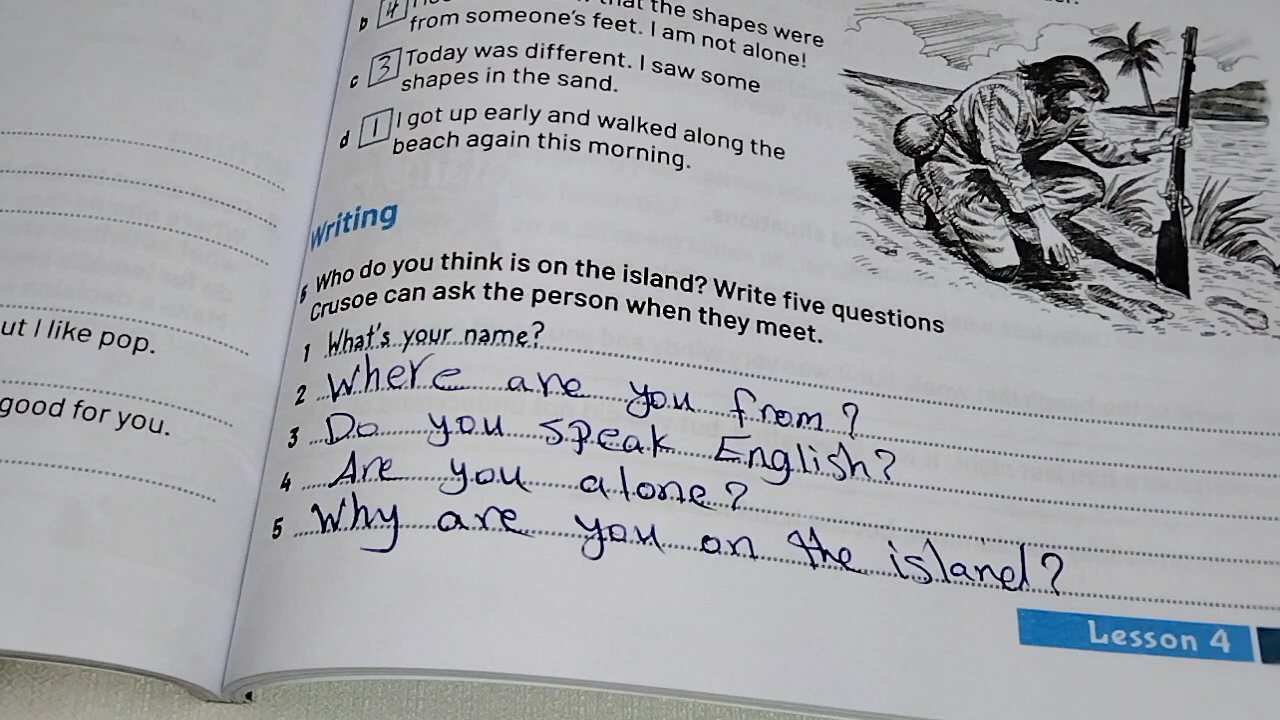 b 4 that the shapes were
from someone's feet. I am not alone!
c 3 Today was different. I saw some
shapes in the sand.
d 1 I got up early and walked along the
beach again this morning.
Writing
Who do you think is on the island? Write five questions
Crusoe can ask the person when they meet.
1 What's your name?
2 Where are you from?
3 Do you speak English?
4 Are you alone?
5 Why are you on the island?
ut I like pop.
good for you.
Lesson 4